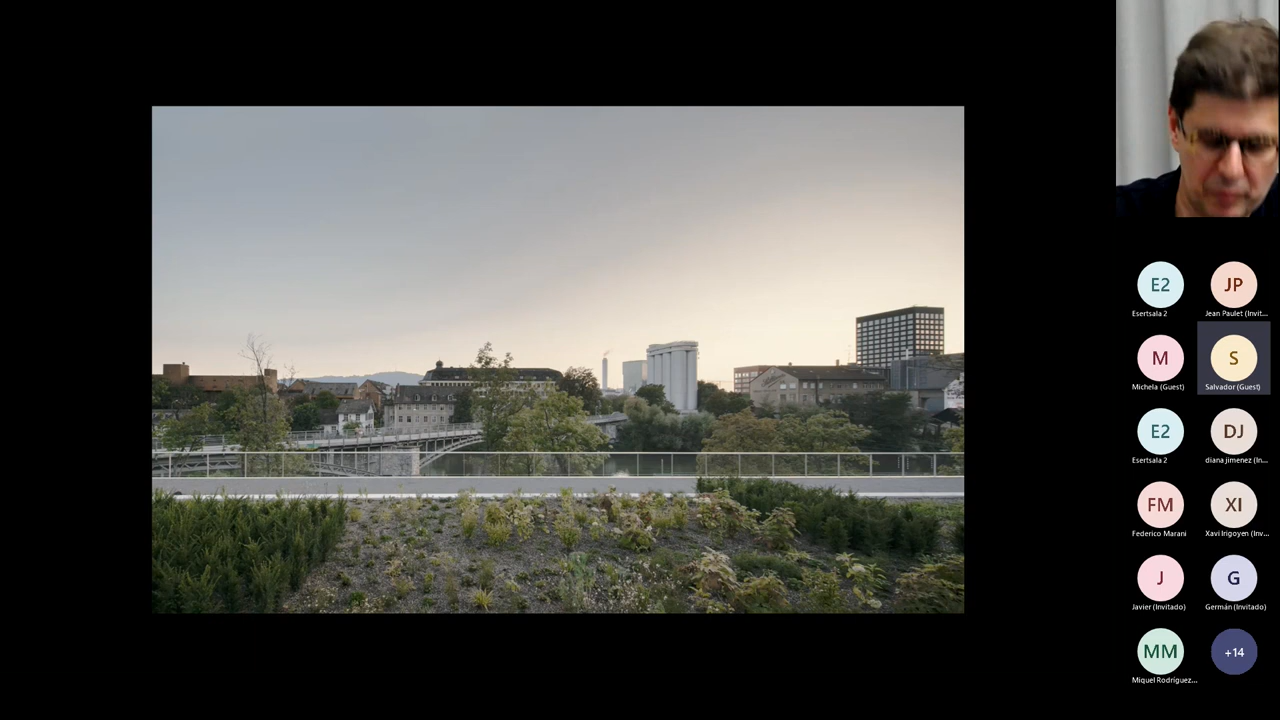 E2
JP
Esertsala 2
Jean Paulet (Invit...
M
S
Michela (Guest)
Salvador (Guest)
E2
DJ
Esertsala 2
diana jimenez (In...
FM
XI
Federico Marani
Xavi Irigoyen (Inv...
J
G
Javier (Invitado)
Germán (Invitado)
MM
+14
Miquel Rodríguez...